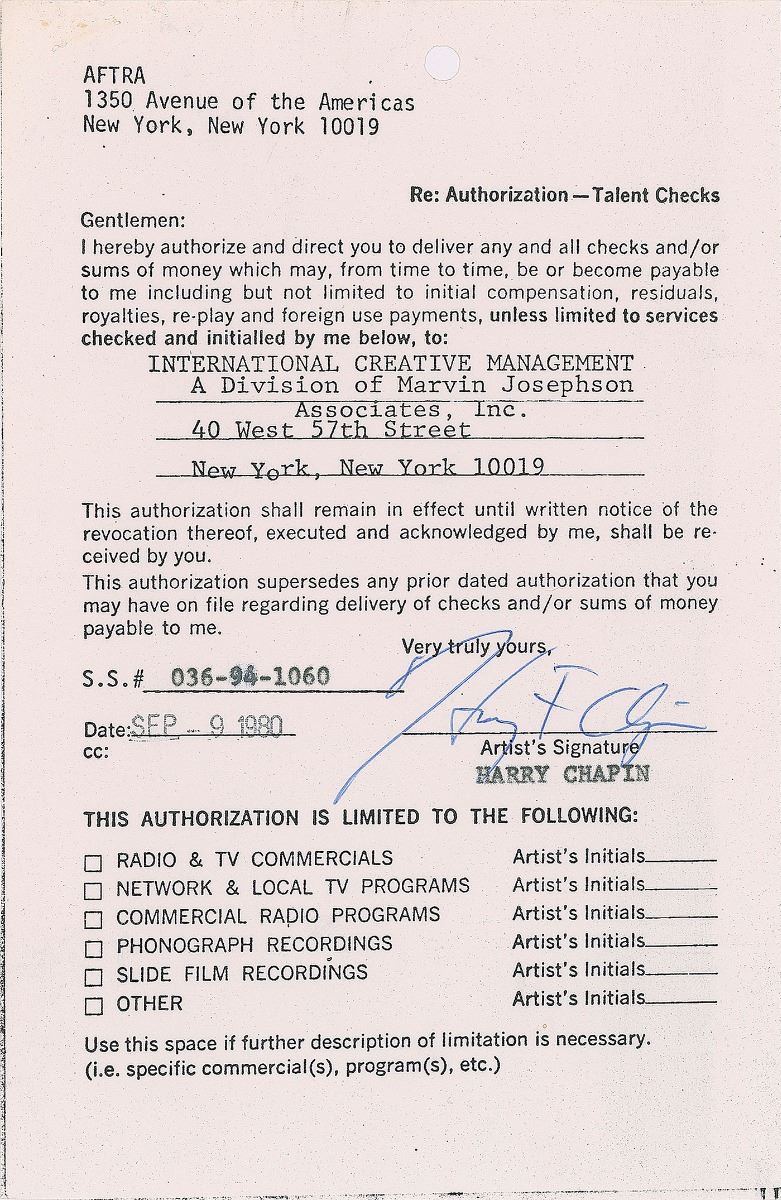 AFTRA
1350 Avenue of the Americas
New York, New York 10019
Re: Authorization — Talent Checks
Gentlemen:
I hereby authorize and direct you to deliver any and all checks and/or
sums of money which may, from time to time, be or become payable
to me including but not limited to initial compensation, residuals,
royalties, re-play and foreign use payments, unless limited to services
checked and initialled by me below, to:
INTERNATIONAL CREATIVE MANAGEMENT
A Division of Marvin Josephson
Associates, Inc.
40 West 57th Street
New York, New York 10019
This authorization shall remain in effect until written notice of the
revocation thereof, executed and acknowledged by me, shall be re-
ceived by you.
This authorization supersedes any prior dated authorization that you
may have on file regarding delivery of checks and/or sums of money
payable to me.
Very truly yours,
S.S.# 036-94-1060
Harry F Chapin
Date: SEP - 9 1980
cc:
Artist's Signature
HARRY CHAPIN
THIS AUTHORIZATION IS LIMITED TO THE FOLLOWING:
RADIO & TV COMMERCIALS Artist's Initials
NETWORK & LOCAL TV PROGRAMS Artist's Initials
COMMERCIAL RADIO PROGRAMS Artist's Initials
PHONOGRAPH RECORDINGS Artist's Initials
SLIDE FILM RECORDINGS Artist's Initials
OTHER Artist's Initials
Use this space if further description of limitation is necessary.
(i.e. specific commercial(s), program(s), etc.)